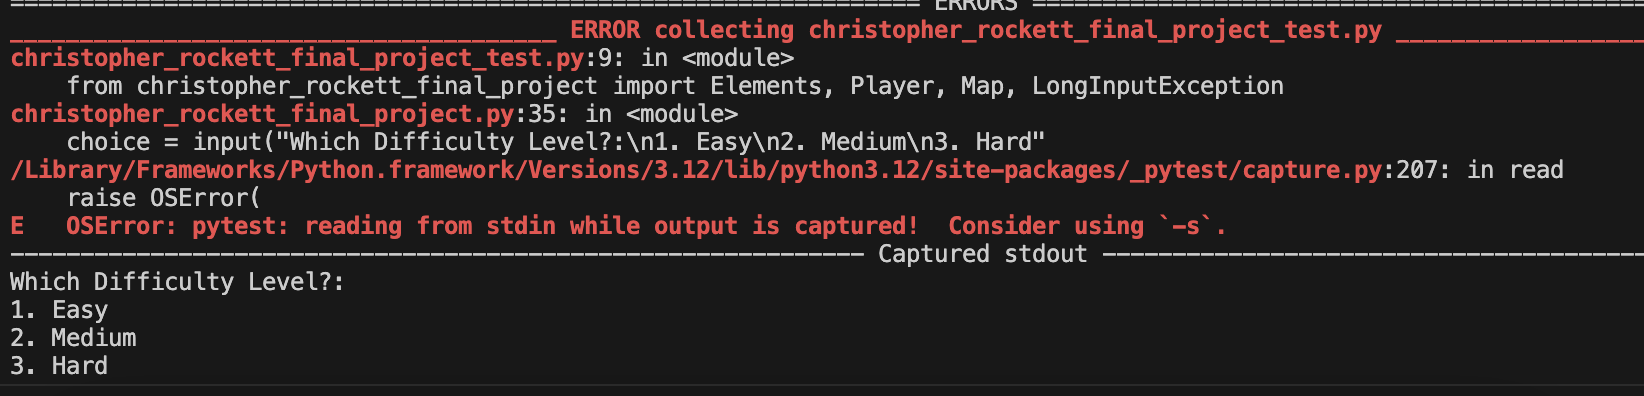 ============================ ERRORS ============================
____________________ ERROR collecting christopher_rockett_final_project_test.py ____________________
christopher_rockett_final_project_test.py:9: in <module>
    from christopher_rockett_final_project import Elements, Player, Map, LongInputException
christopher_rockett_final_project.py:35: in <module>
    choice = input("Which Difficulty Level?:\n1. Easy\n2. Medium\n3. Hard"
/Library/Frameworks/Python.framework/Versions/3.12/lib/python3.12/site-packages/_pytest/capture.py:207: in read
    raise OSError(
E   OSError: pytest: reading from stdin while output is captured!  Consider using `-s`.
---------------------------- Captured stdout ----------------------------
Which Difficulty Level?:
1. Easy
2. Medium
3. Hard